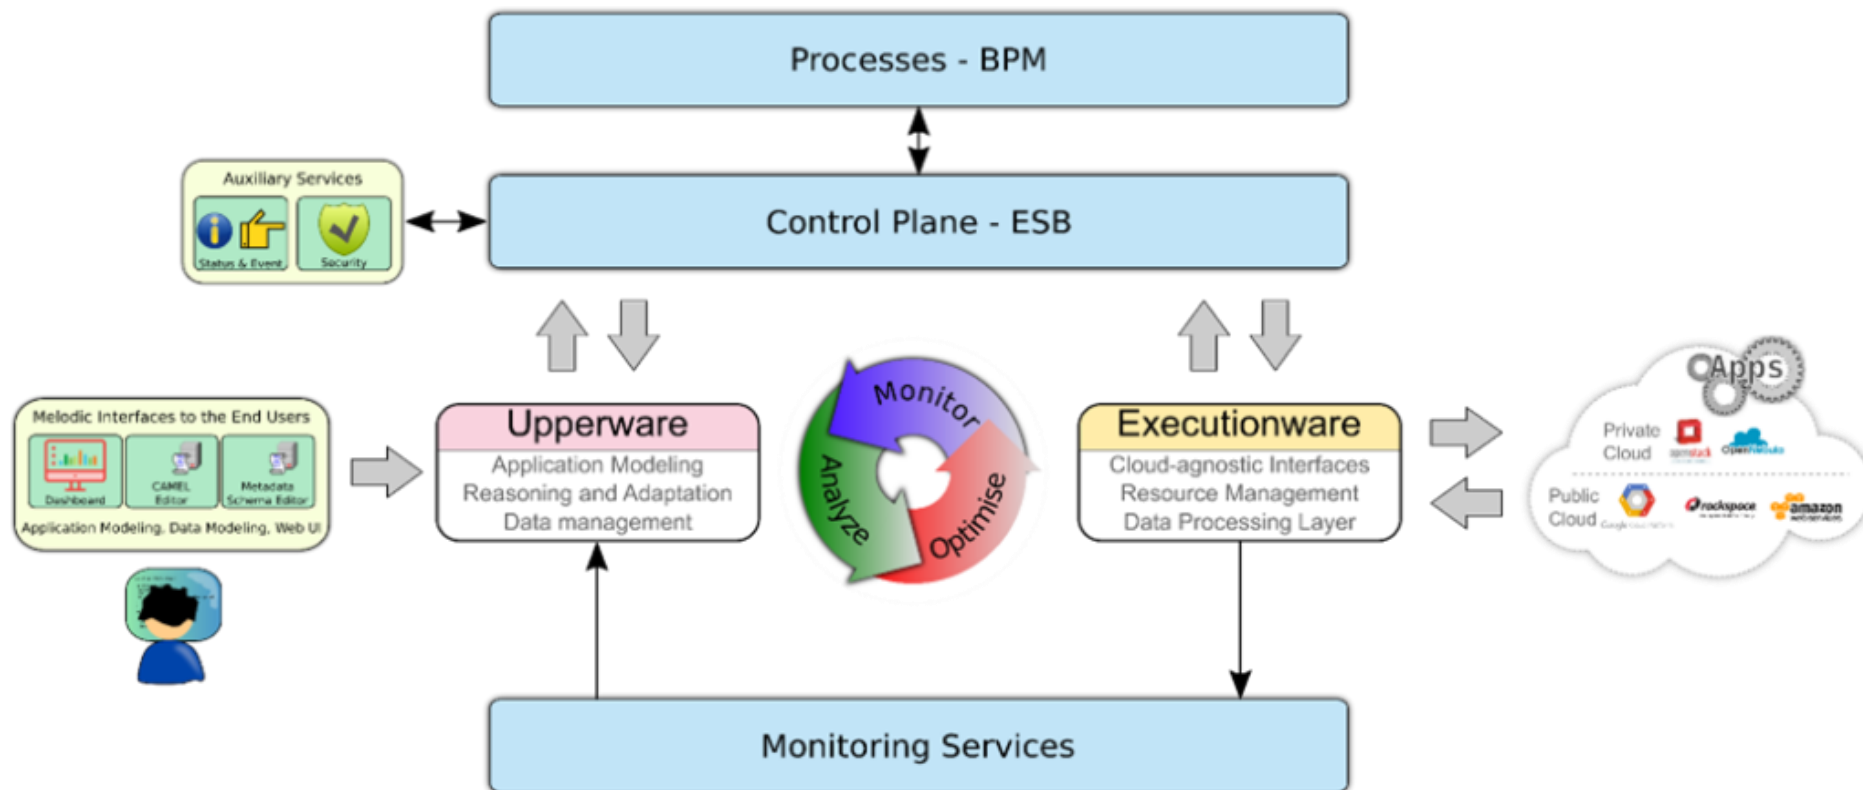 Processes - BPM
Auxiliary Services
Status & Event
Security
Control Plane - ESB
Melodic Interfaces to the End Users
Dashboard
CAMEL
Editor
Metadata
Schema Editor
Application Modeling, Data Modeling, Web UI
Upperware
Application Modeling
Reasoning and Adaptation
Data management
Monitor
Analyze
Optimise
Executionware
Cloud-agnostic Interfaces
Resource Management
Data Processing Layer
Apps
Private
Cloud
openstack
OpenNebula
Public
Cloud
rackspace
amazon
webservices
Monitoring Services